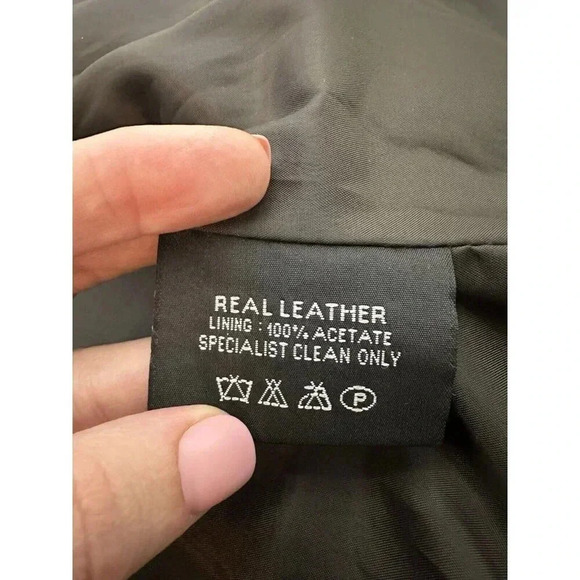 REAL LEATHER
LINING : 100% ACETATE
SPECIALIST CLEAN ONLY
P